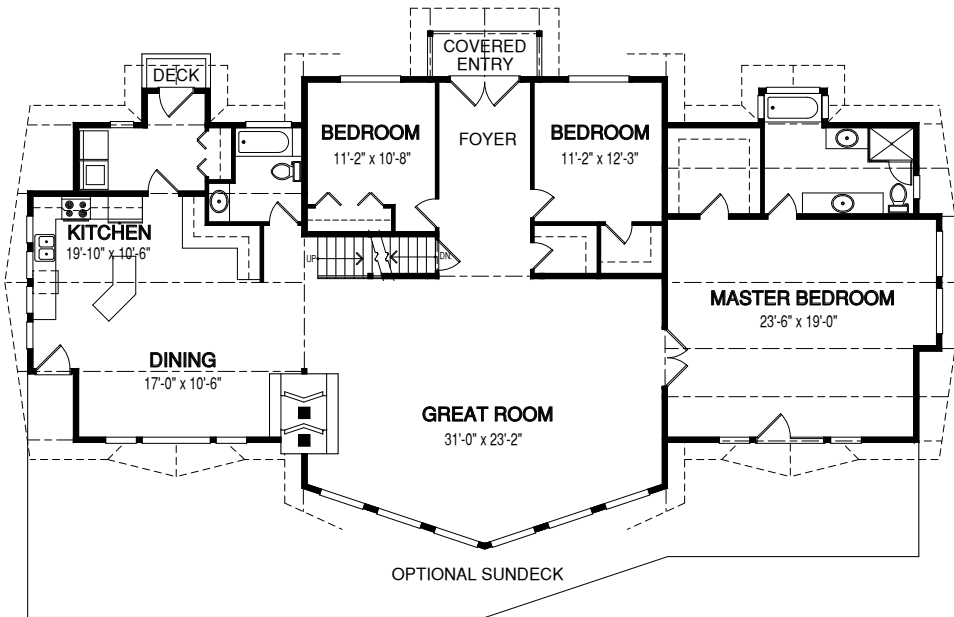 COVERED
ENTRY
DECK
BEDROOM
11'-2" x 10'-8"
FOYER
BEDROOM
11'-2" x 12'-3"
KITCHEN
19'-10" x 10'-6"
UP
DN.
MASTER BEDROOM
23'-6" x 19'-0"
DINING
17'-0" x 10'-6"
GREAT ROOM
31'-0" x 23'-2"
OPTIONAL SUNDECK